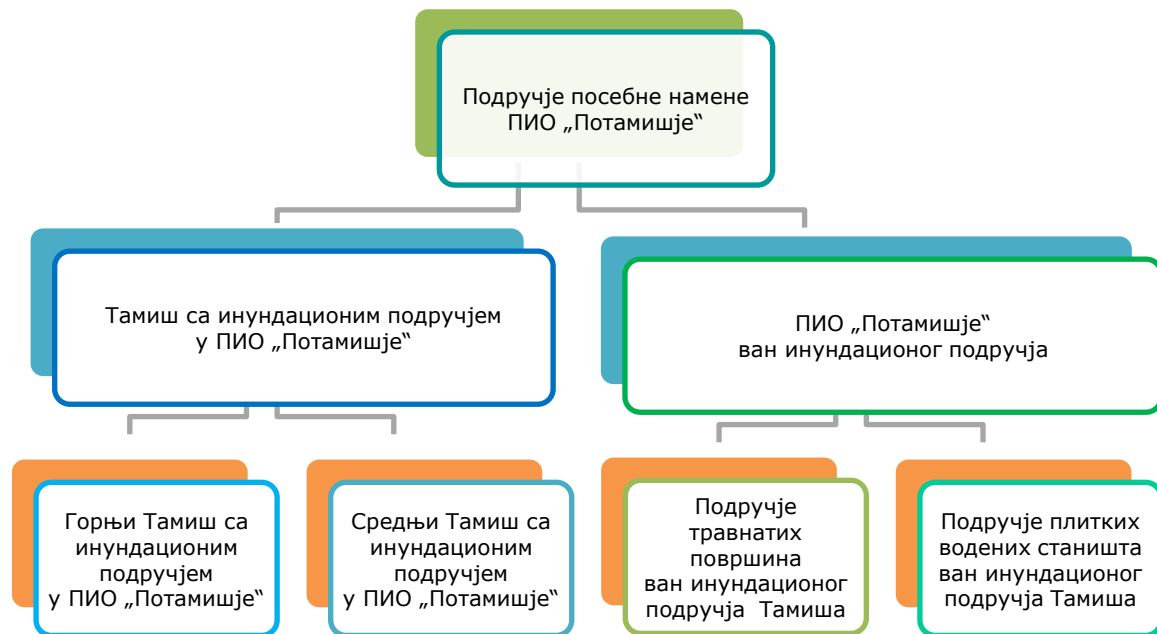 Подручје посебне намене
ПИО „Потамишје“
Тамиш са инундационим подручјем
у ПИО „Потамишје“
ПИО „Потамишје“
ван инундационог подручја
Горњи Тамиш са
инундационим
подручјем
у ПИО „Потамишје“
Средњи Тамиш са
инундационим
подручјем
у ПИО „Потамишје“
Подручје
травнатих
површина
ван инундационог
подручја Тамиша
Подручје плитких
водених станишта
ван инундационог
подручја Тамиша